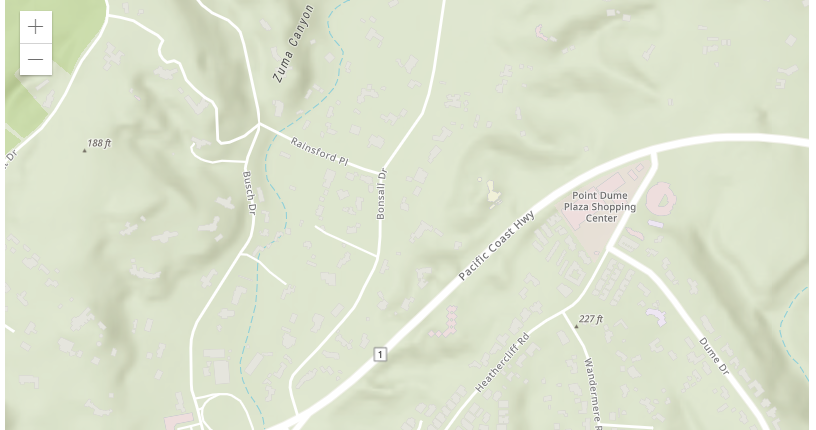 +
−
Zuma Canyon
188 ft
Rainsford Pl
Dr
Busch Dr
Bonsall Dr
Point Dume
Plaza Shopping
Center
Pacific Coast Hwy
227 ft
1
Heathercliff Rd
Dume Dr
Wandermere R